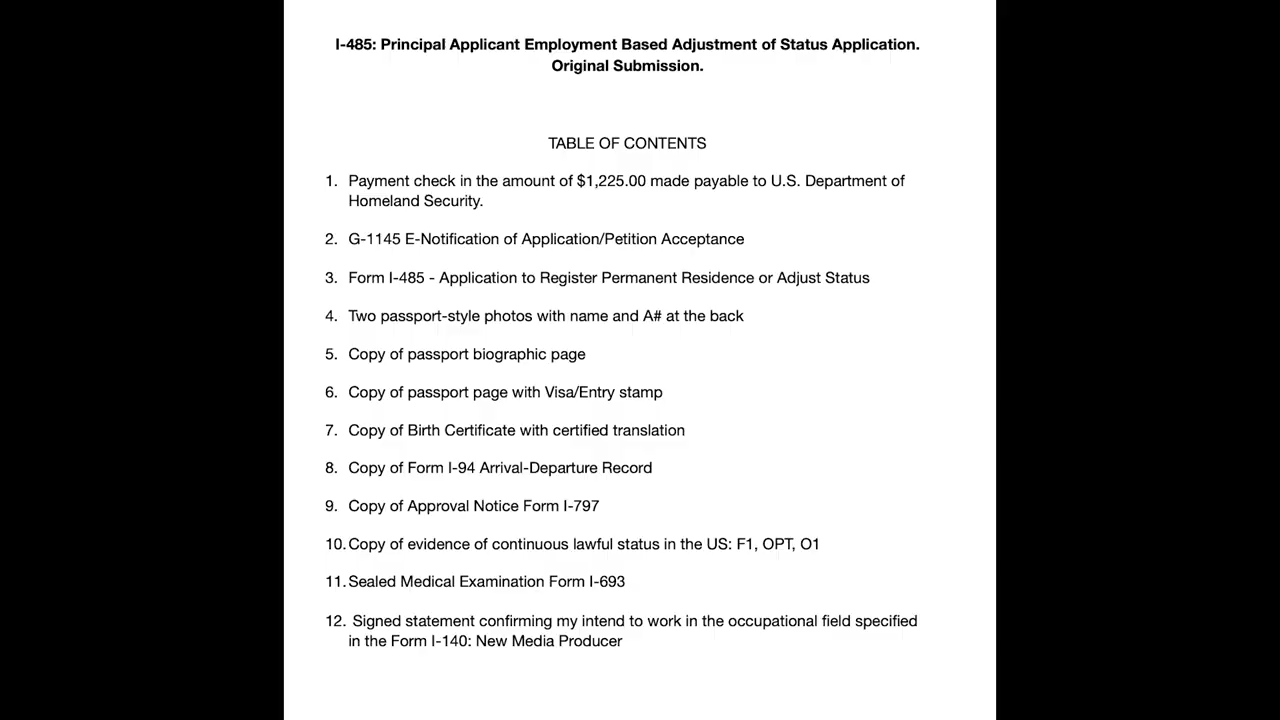 I-485: Principal Applicant Employment Based Adjustment of Status Application.
Original Submission.
TABLE OF CONTENTS
1. Payment check in the amount of $1,225.00 made payable to U.S. Department of
Homeland Security.
2. G-1145 E-Notification of Application/Petition Acceptance
3. Form I-485 - Application to Register Permanent Residence or Adjust Status
4. Two passport-style photos with name and A# at the back
5. Copy of passport biographic page
6. Copy of passport page with Visa/Entry stamp
7. Copy of Birth Certificate with certified translation
8. Copy of Form I-94 Arrival-Departure Record
9. Copy of Approval Notice Form I-797
10. Copy of evidence of continuous lawful status in the US: F1, OPT, O1
11. Sealed Medical Examination Form I-693
12. Signed statement confirming my intend to work in the occupational field specified
in the Form I-140: New Media Producer